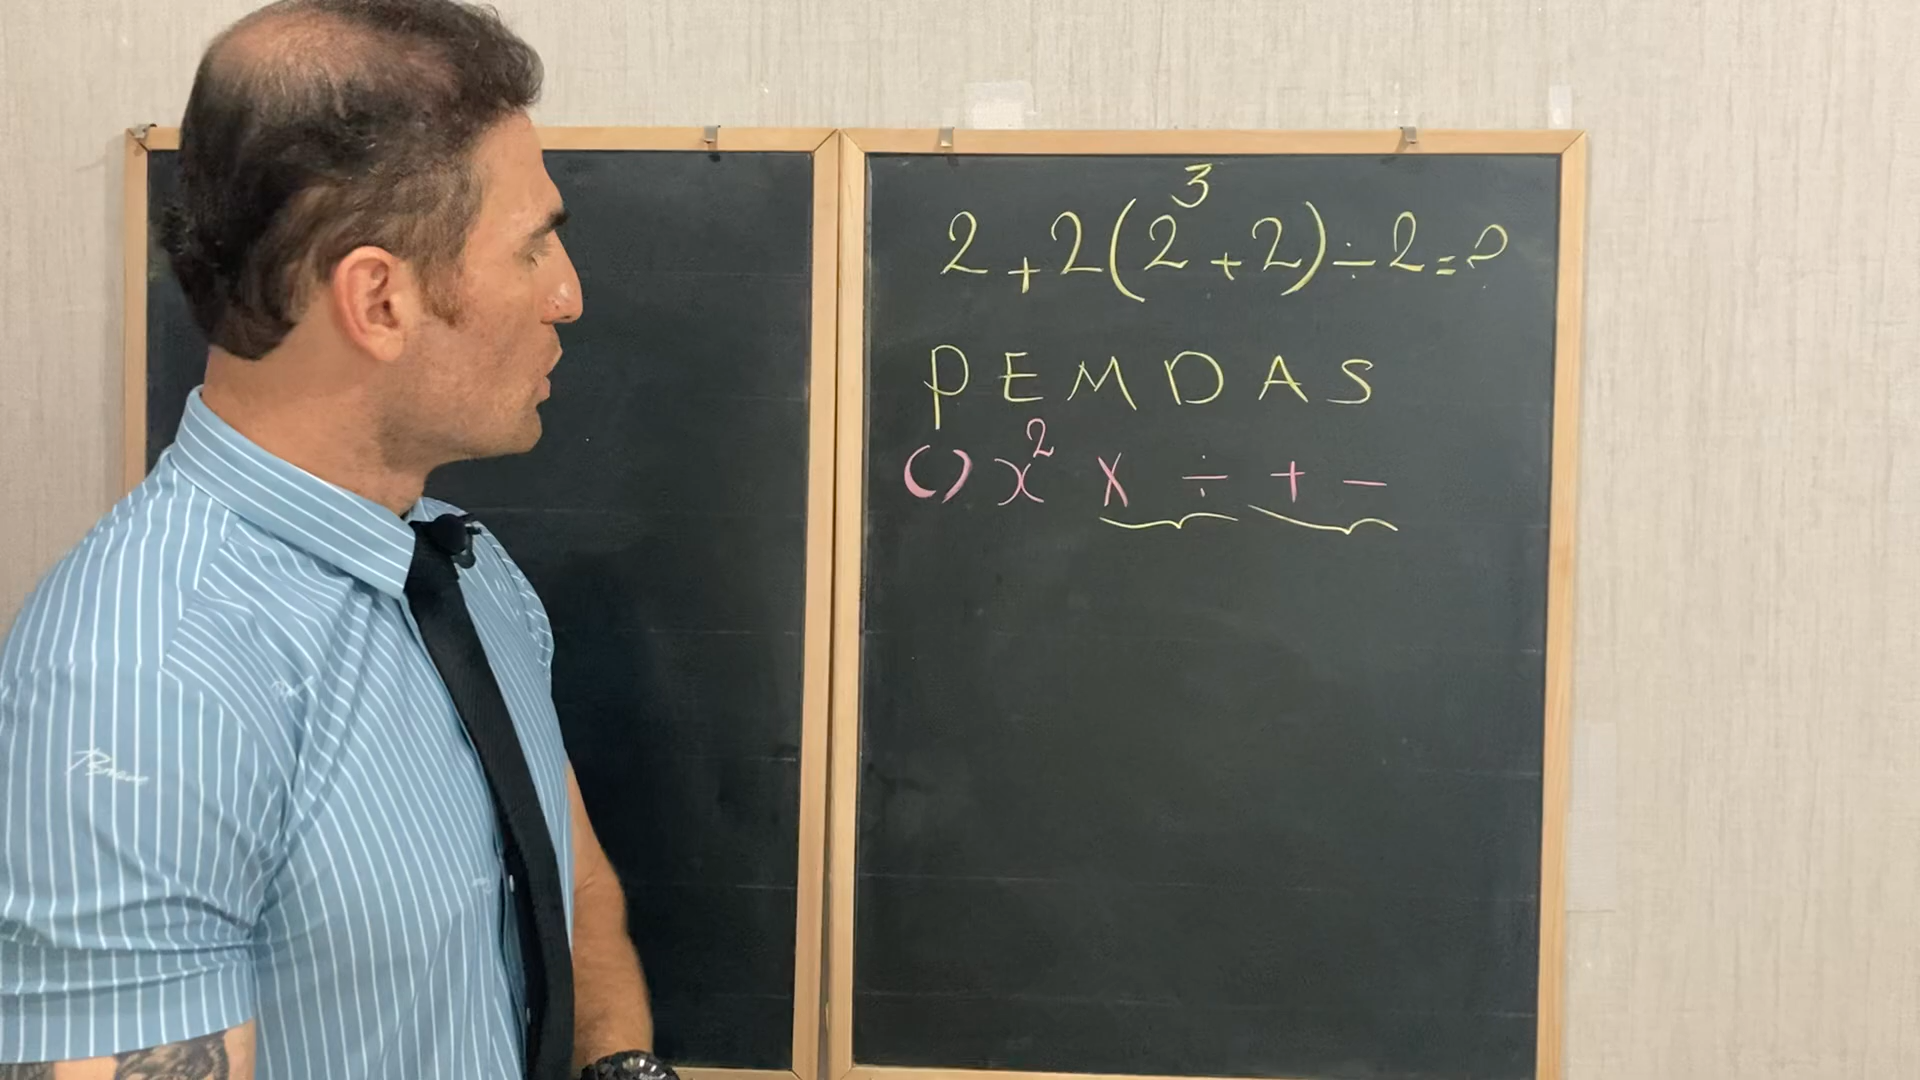 2+2(2³+2)÷2=?
PEMDAS
() x² × ÷ + −